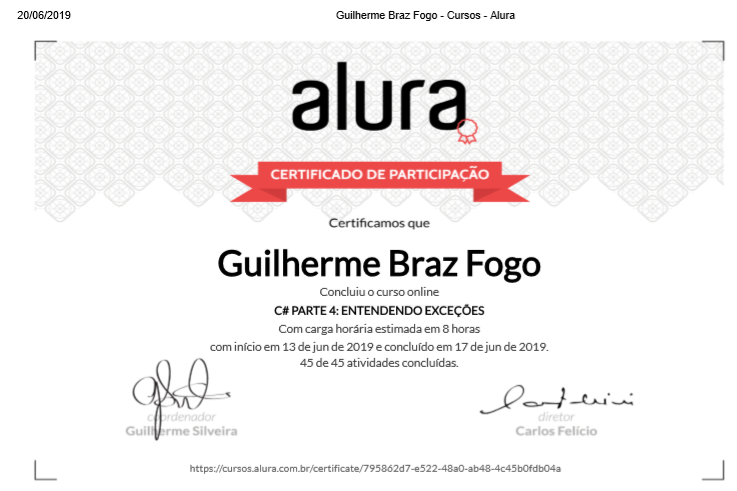 20/06/2019 Guilherme Braz Fogo - Cursos - Alura
alura
CERTIFICADO DE PARTICIPAÇÃO
Certificamos que
Guilherme Braz Fogo
Concluiu o curso online
C# PARTE 4: ENTENDENDO EXCEÇÕES
Com carga horária estimada em 8 horas
com início em 13 de jun de 2019 e concluído em 17 de jun de 2019.
45 de 45 atividades concluídas.
coordenador
Guilherme Silveira
diretor
Carlos Felício
https://cursos.alura.com.br/certificate/795862d7-e522-48a0-ab48-4c45b0fdb04a